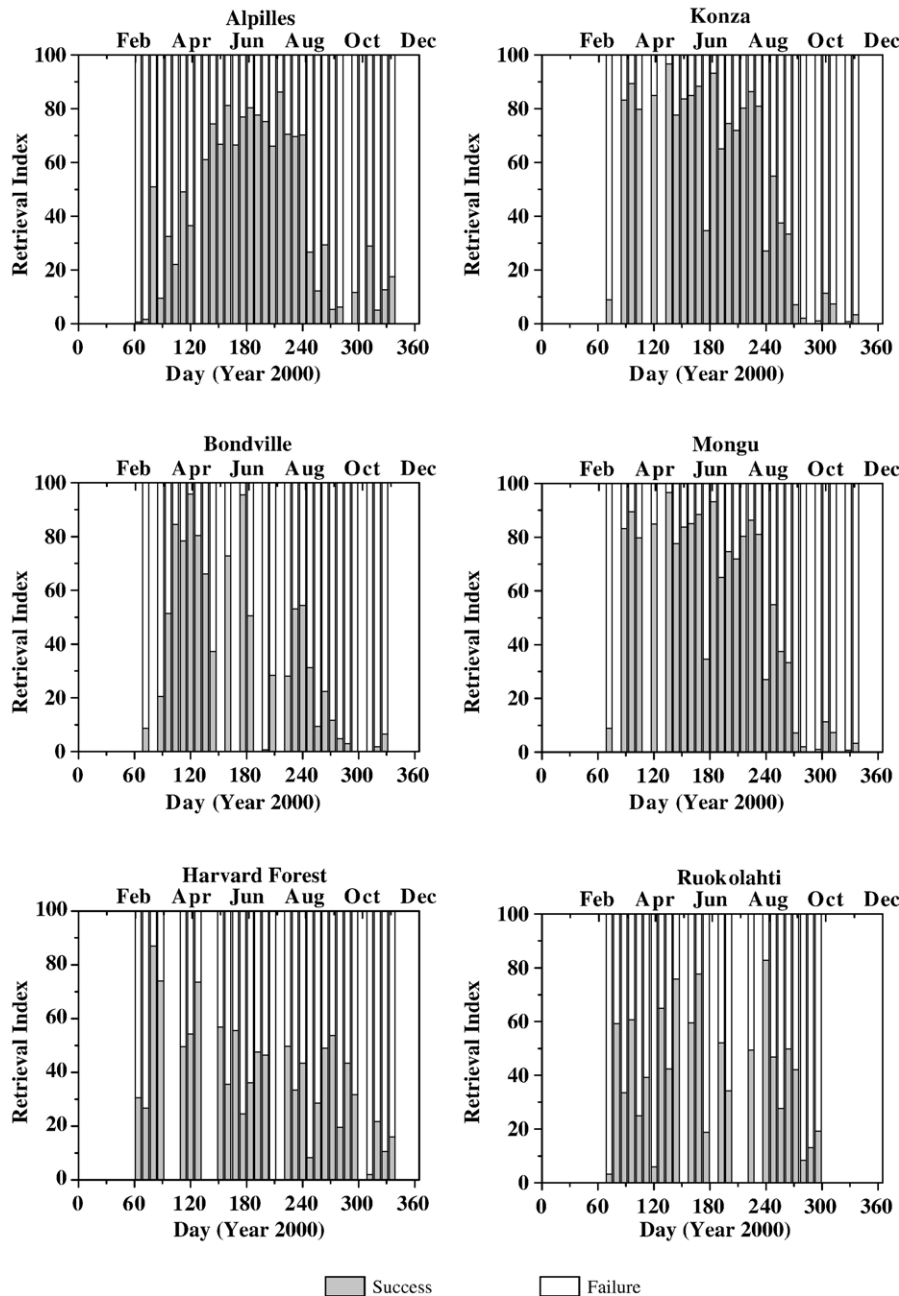 Alpilles
Feb Apr Jun Aug Oct Dec
100
80
60
40
20
0
Retrieval Index
0 60 120 180 240 300 360
Day (Year 2000)
Konza
Feb Apr Jun Aug Oct Dec
100
80
60
40
20
0
Retrieval Index
0 60 120 180 240 300 360
Day (Year 2000)
Bondville
Feb Apr Jun Aug Oct Dec
100
80
60
40
20
0
Retrieval Index
0 60 120 180 240 300 360
Day (Year 2000)
Mongu
Feb Apr Jun Aug Oct Dec
100
80
60
40
20
0
Retrieval Index
0 60 120 180 240 300 360
Day (Year 2000)
Harvard Forest
Feb Apr Jun Aug Oct Dec
100
80
60
40
20
0
Retrieval Index
0 60 120 180 240 300 360
Day (Year 2000)
Ruokolahti
Feb Apr Jun Aug Oct Dec
100
80
60
40
20
0
Retrieval Index
0 60 120 180 240 300 360
Day (Year 2000)
Success Failure